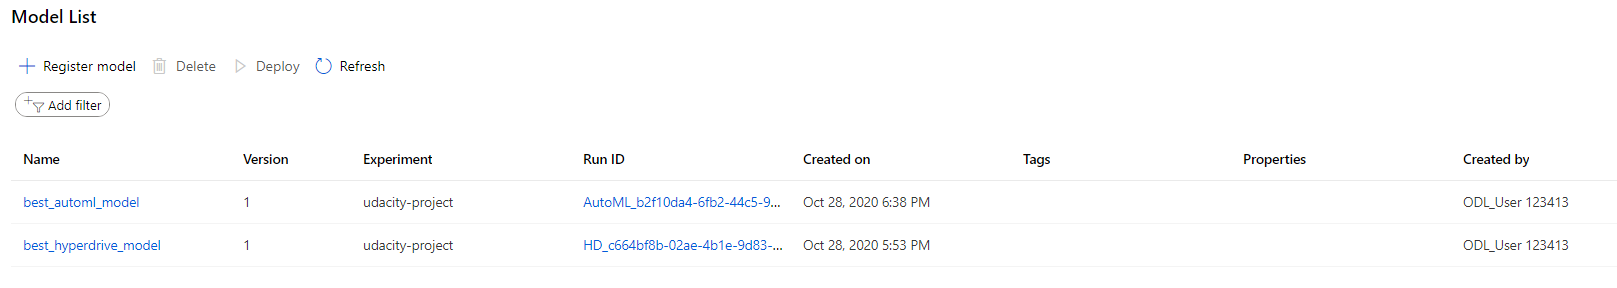 Model List
Register model Delete Deploy Refresh
Add filter
Name Version Experiment Run ID Created on Tags Properties Created by
best_automl_model 1 udacity-project AutoML_b2f10da4-6fb2-44c5-9... Oct 28, 2020 6:38 PM ODL_User 123413
best_hyperdrive_model 1 udacity-project HD_c664bf8b-02ae-4b1e-9d83-... Oct 28, 2020 5:53 PM ODL_User 123413